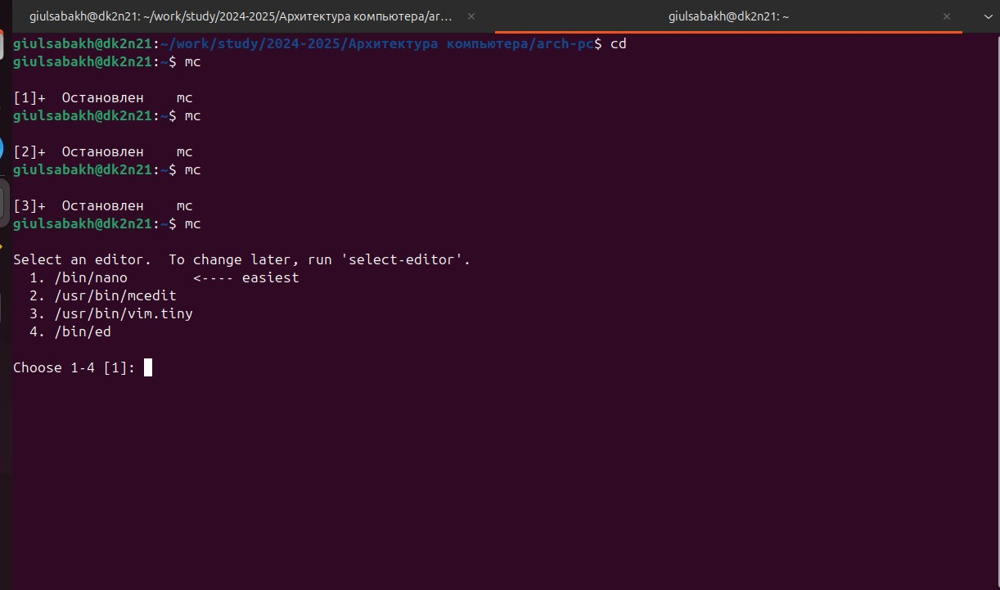 giulsabakh@dk2n21: ~/work/study/2024-2025/Архитектура компьютера/ar...
giulsabakh@dk2n21: ~
giulsabakh@dk2n21:~/work/study/2024-2025/Архитектура компьютера/arch-pc$ cd
giulsabakh@dk2n21:~$ mc
[1]+  Остановлен    mc
giulsabakh@dk2n21:~$ mc
[2]+  Остановлен    mc
giulsabakh@dk2n21:~$ mc
[3]+  Остановлен    mc
giulsabakh@dk2n21:~$ mc
Select an editor.  To change later, run 'select-editor'.
  1. /bin/nano        <---- easiest
  2. /usr/bin/mcedit
  3. /usr/bin/vim.tiny
  4. /bin/ed
Choose 1-4 [1]: